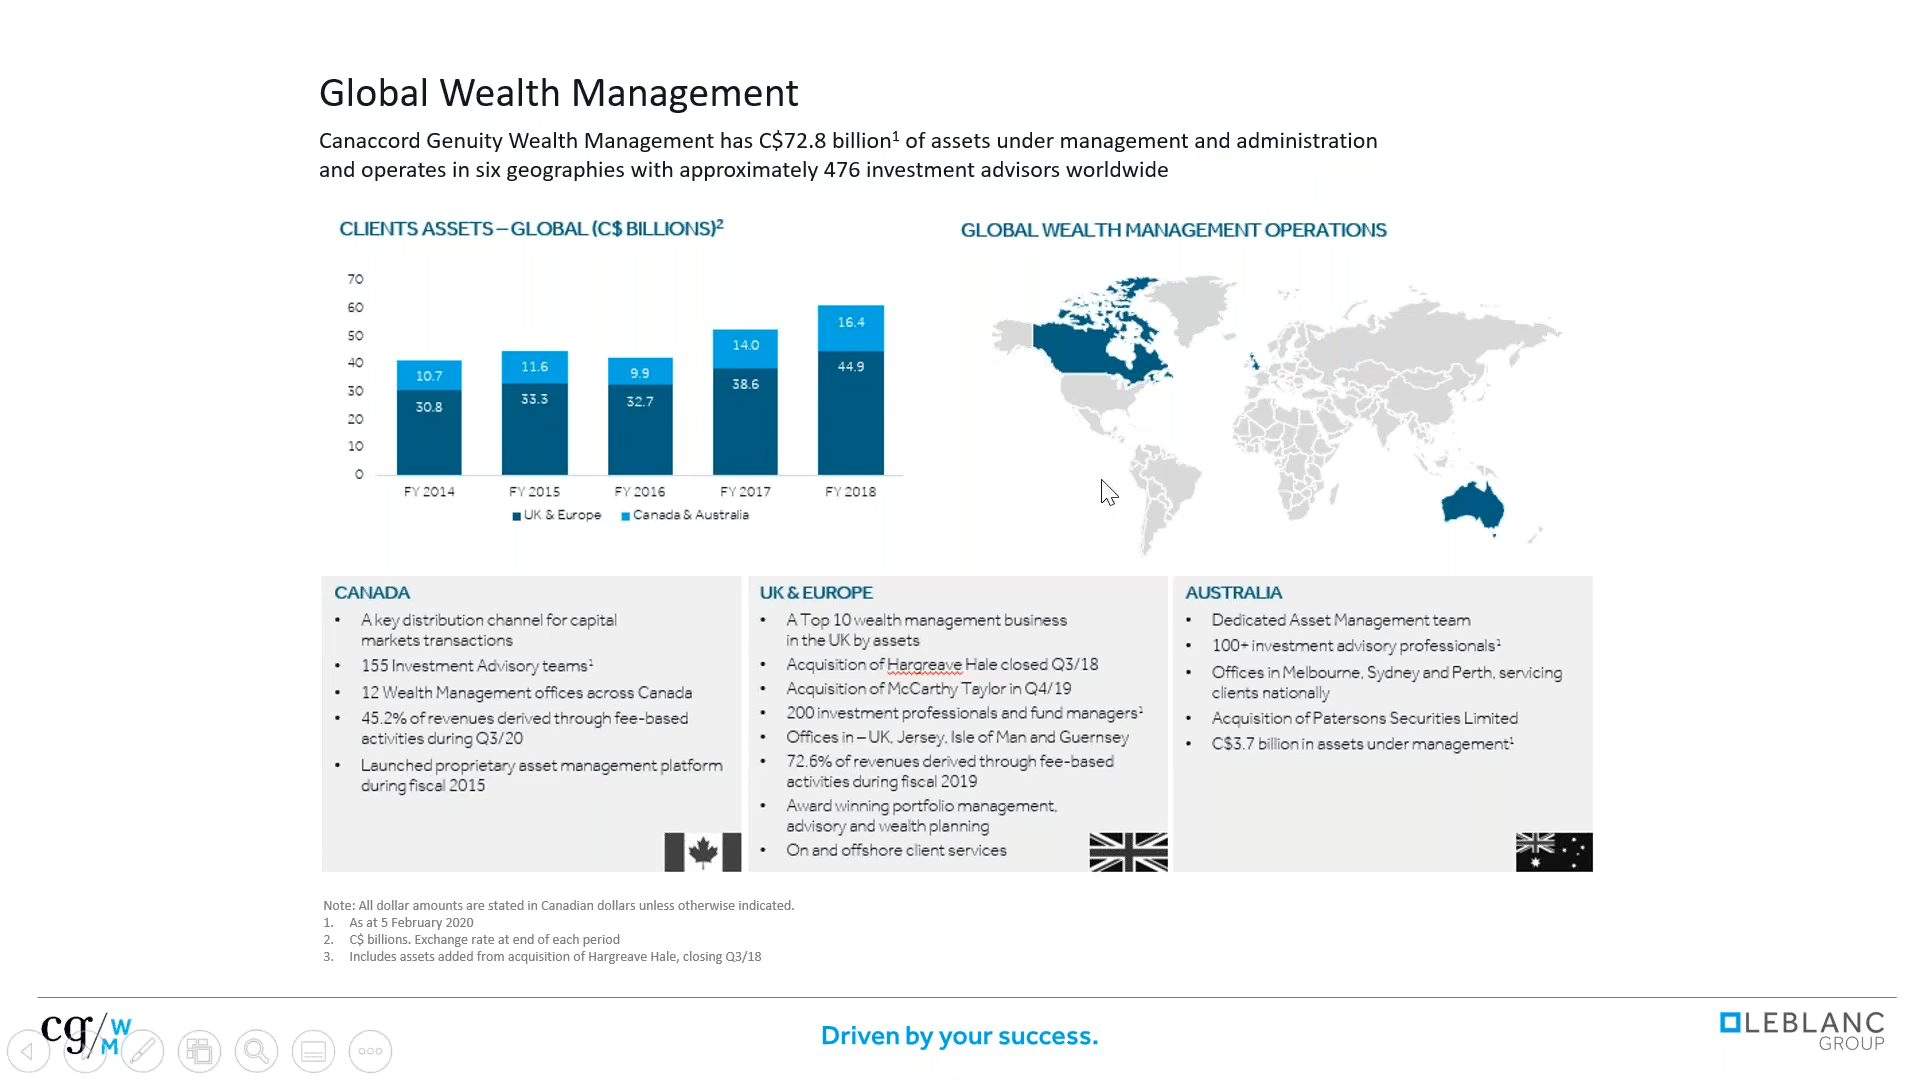 Global Wealth Management
Canaccord Genuity Wealth Management has C$72.8 billion¹ of assets under management and administration
and operates in six geographies with approximately 476 investment advisors worldwide
CLIENTS ASSETS – GLOBAL (C$ BILLIONS)²
70
60
50
40
30
20
10
0
10.7
30.8
11.6
33.3
9.9
32.7
14.0
38.6
16.4
44.9
FY 2014
FY 2015
FY 2016
FY 2017
FY 2018
UK & Europe
Canada & Australia
GLOBAL WEALTH MANAGEMENT OPERATIONS
CANADA
• A key distribution channel for capital
markets transactions
• 155 Investment Advisory teams¹
• 12 Wealth Management offices across Canada
• 45.2% of revenues derived through fee-based
activities during Q3/20
• Launched proprietary asset management platform
during fiscal 2015
UK & EUROPE
• A Top 10 wealth management business
in the UK by assets
• Acquisition of Hargreave Hale closed Q3/18
• Acquisition of McCarthy Taylor in Q4/19
• 200 investment professionals and fund managers¹
• Offices in – UK, Jersey, Isle of Man and Guernsey
• 72.6% of revenues derived through fee-based
activities during fiscal 2019
• Award winning portfolio management,
advisory and wealth planning
• On and offshore client services
AUSTRALIA
• Dedicated Asset Management team
• 100+ investment advisory professionals¹
• Offices in Melbourne, Sydney and Perth, servicing
clients nationally
• Acquisition of Patersons Securities Limited
• C$3.7 billion in assets under management¹
Note: All dollar amounts are stated in Canadian dollars unless otherwise indicated.
1. As at 5 February 2020
2. C$ billions. Exchange rate at end of each period
3. Includes assets added from acquisition of Hargreave Hale, closing Q3/18
cg/WM
Driven by your success.
LEBLANC
GROUP